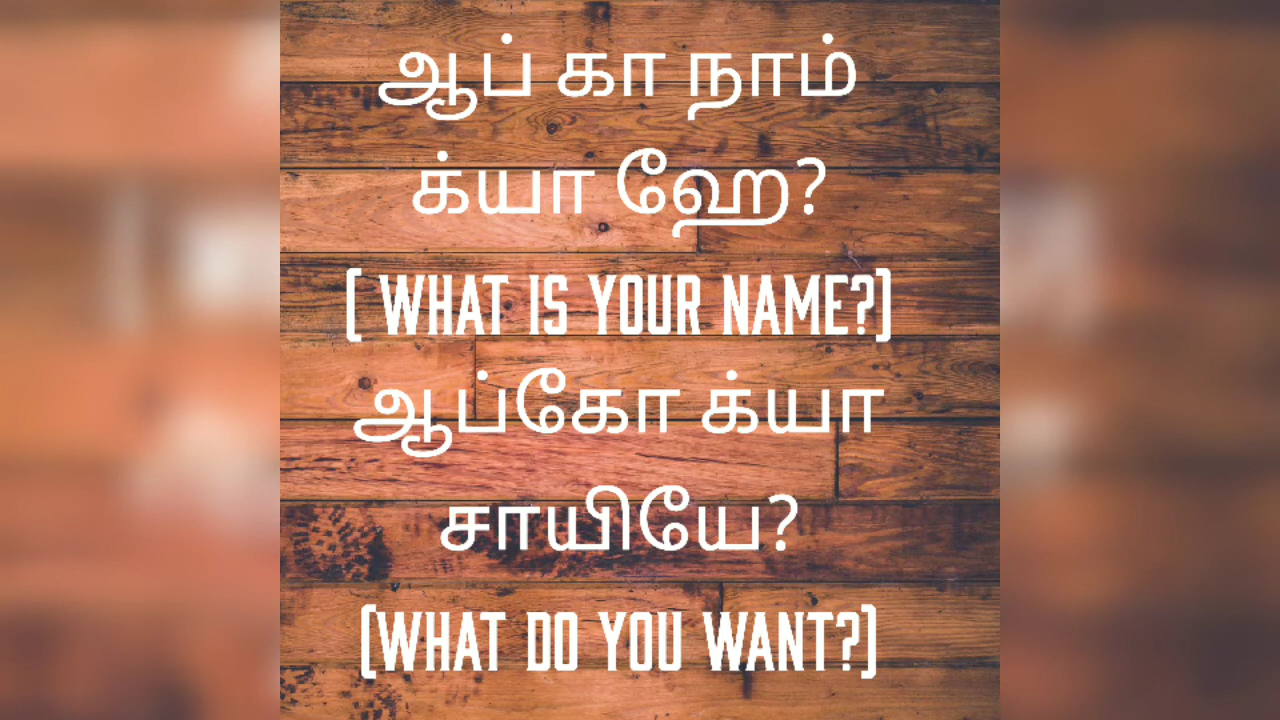 ஆப் கா நாம்
க்யா ஹே?
[ WHAT IS YOUR NAME?]
ஆப்கோ க்யா
சாயியே?
[WHAT DO YOU WANT?]